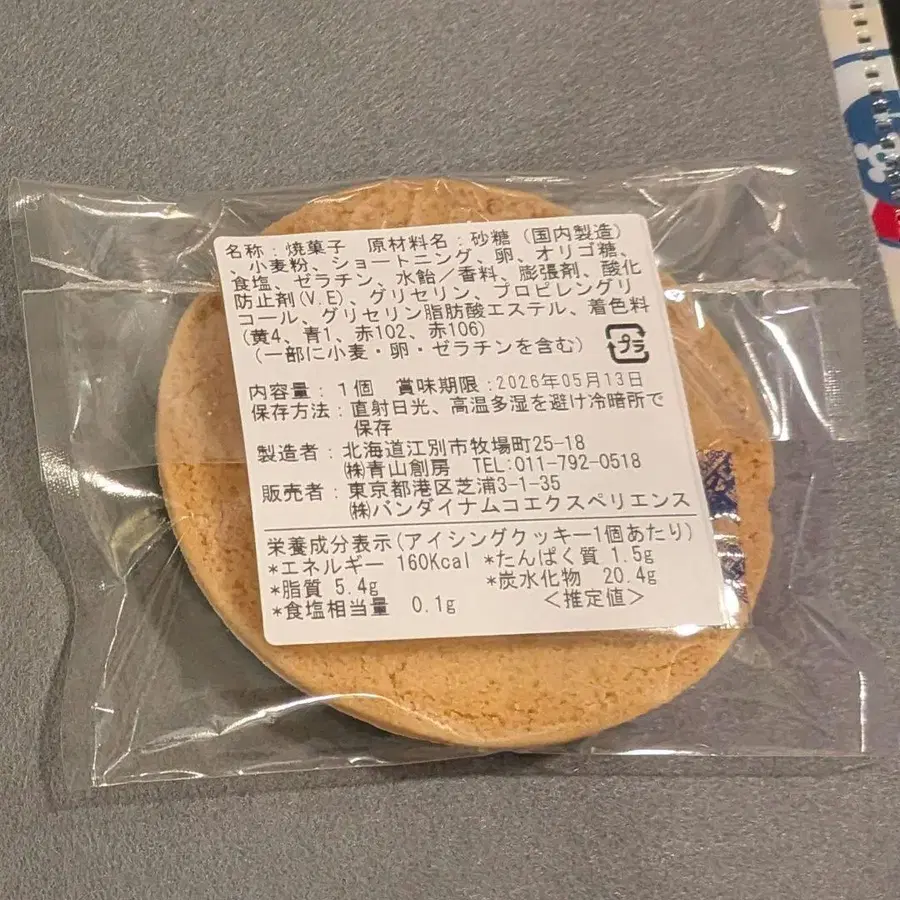 名称：焼菓子　原材料名：砂糖（国内製造）
、小麦粉、ショートニング、卵、オリゴ糖、
食塩、ゼラチン、水飴／香料、膨張剤、酸化
防止剤(V.E)、グリセリン、プロピレングリ
コール、グリセリン脂肪酸エステル、着色料
(黄4、青1、赤102、赤106)
（一部に小麦・卵・ゼラチンを含む）
プラ
内容量：1個　賞味期限：2026年05月13日
保存方法：直射日光、高温多湿を避け冷暗所で
保存
製造者：北海道江別市牧場町25-18
㈱青山創房　TEL:011-792-0518
販売者：東京都港区芝浦3-1-35
㈱バンダイナムコエクスペリエンス
栄養成分表示(アイシングクッキー1個あたり)
*エネルギー 160Kcal *たんぱく質 1.5g
*脂質 5.4g *炭水化物 20.4g
*食塩相当量 0.1g ＜推定値＞